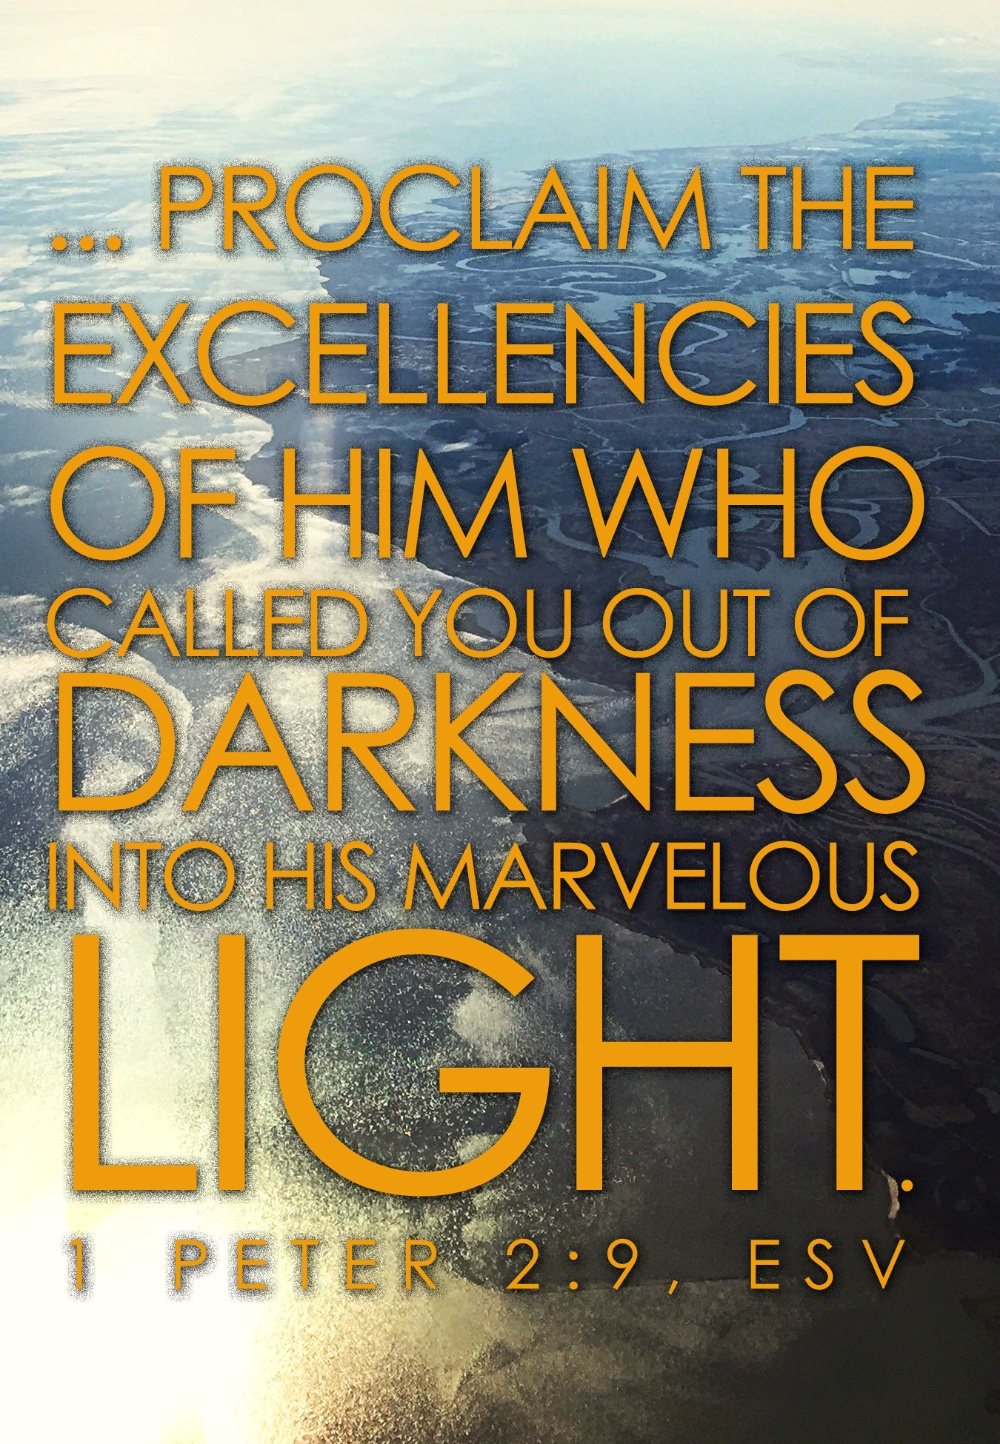 ... PROCLAIM THE
EXCELLENCIES
OF HIM WHO
CALLED YOU OUT OF
DARKNESS
INTO HIS MARVELOUS
LIGHT.
1 PETER 2:9, ESV